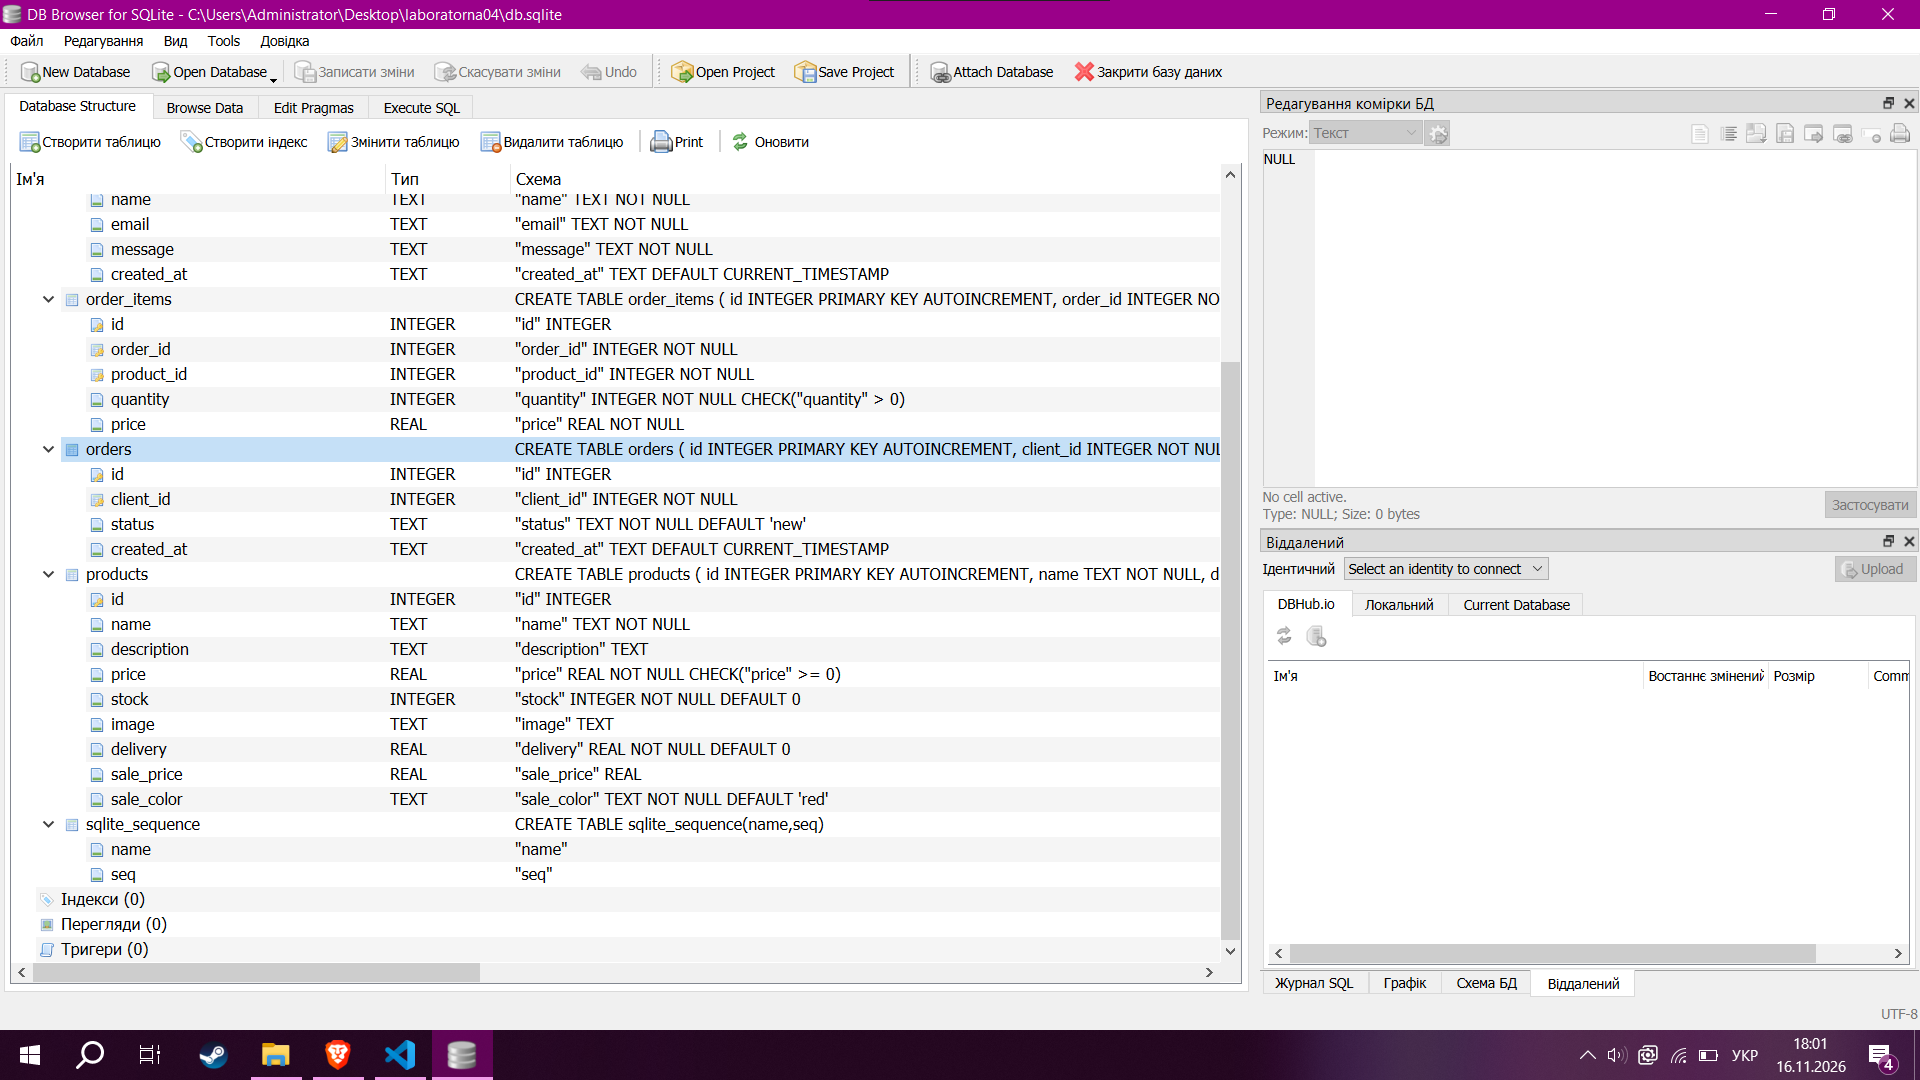 DB Browser for SQLite - C:\Users\Administrator\Desktop\laboratorna04\db.sqlite
Файл Редагування Вид Tools Довідка
New Database Open Database Записати зміни Скасувати зміни Undo Open Project Save Project Attach Database Закрити базу даних
Database Structure Browse Data Edit Pragmas Execute SQL
Створити таблицю Створити індекс Змінити таблицю Видалити таблицю Print Оновити
Ім'я Тип Схема
name TEXT "name" TEXT NOT NULL
email TEXT "email" TEXT NOT NULL
message TEXT "message" TEXT NOT NULL
created_at TEXT "created_at" TEXT DEFAULT CURRENT_TIMESTAMP
order_items CREATE TABLE order_items ( id INTEGER PRIMARY KEY AUTOINCREMENT, order_id INTEGER NO
id INTEGER "id" INTEGER
order_id INTEGER "order_id" INTEGER NOT NULL
product_id INTEGER "product_id" INTEGER NOT NULL
quantity INTEGER "quantity" INTEGER NOT NULL CHECK("quantity" > 0)
price REAL "price" REAL NOT NULL
orders CREATE TABLE orders ( id INTEGER PRIMARY KEY AUTOINCREMENT, client_id INTEGER NOT NUL
id INTEGER "id" INTEGER
client_id INTEGER "client_id" INTEGER NOT NULL
status TEXT "status" TEXT NOT NULL DEFAULT 'new'
created_at TEXT "created_at" TEXT DEFAULT CURRENT_TIMESTAMP
products CREATE TABLE products ( id INTEGER PRIMARY KEY AUTOINCREMENT, name TEXT NOT NULL, d
id INTEGER "id" INTEGER
name TEXT "name" TEXT NOT NULL
description TEXT "description" TEXT
price REAL "price" REAL NOT NULL CHECK("price" >= 0)
stock INTEGER "stock" INTEGER NOT NULL DEFAULT 0
image TEXT "image" TEXT
delivery REAL "delivery" REAL NOT NULL DEFAULT 0
sale_price REAL "sale_price" REAL
sale_color TEXT "sale_color" TEXT NOT NULL DEFAULT 'red'
sqlite_sequence CREATE TABLE sqlite_sequence(name,seq)
name "name"
seq "seq"
Індекси (0)
Перегляди (0)
Тригери (0)
Редагування комірки БД
Режим: Текст
NULL
No cell active.
Type: NULL; Size: 0 bytes
Застосувати
Віддалений
Ідентичний Select an identity to connect Upload
DBHub.io Локальний Current Database
Ім'я Востаннє змінений Розмір Comm
Журнал SQL Графік Схема БД Віддалений
UTF-8
УКР
18:01
16.11.2026
4